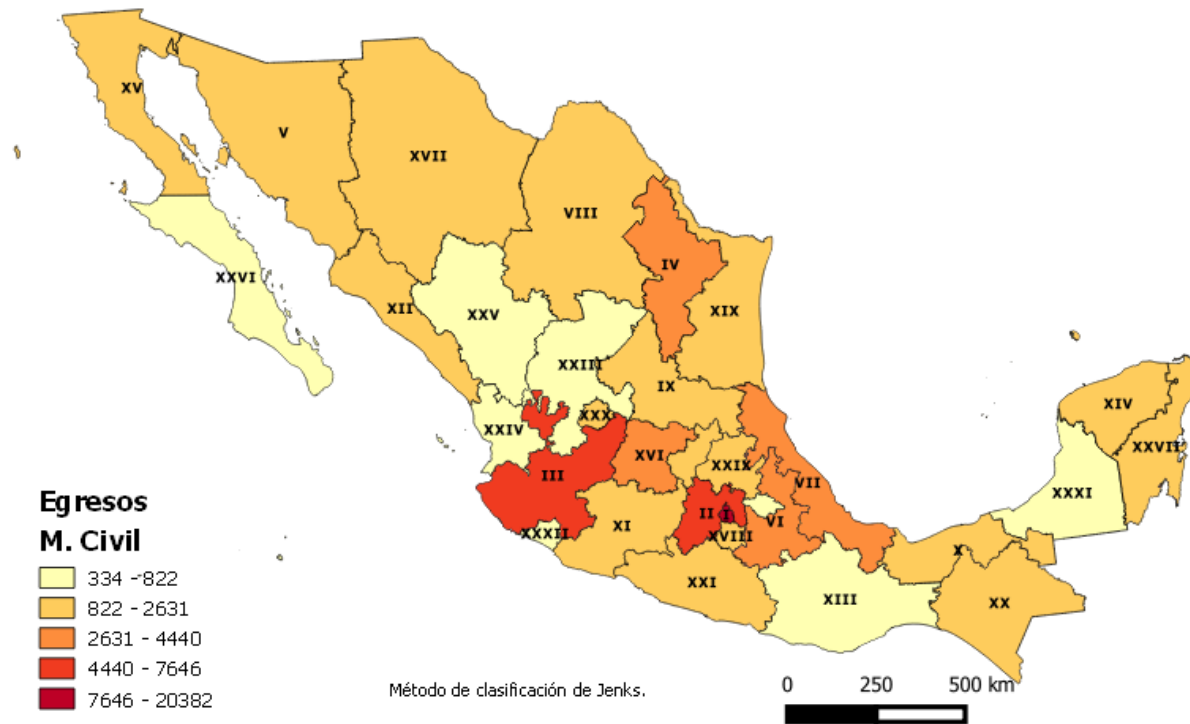 XV
V
XVII
VIII
IV
XXVI
XII
XXV
XIX
XXIII
IX
XXX
XXIV
XIV
XVI
XXIX
XXVII
III
VII
XXXI
II
I
VI
XXXII
XI
XVIII
X
XXI
XIII
XX
Egresos
M. Civil
334 - 822
822 - 2631
2631 - 4440
4440 - 7646
7646 - 20382
Método de clasificación de Jenks.
0 250 500 km